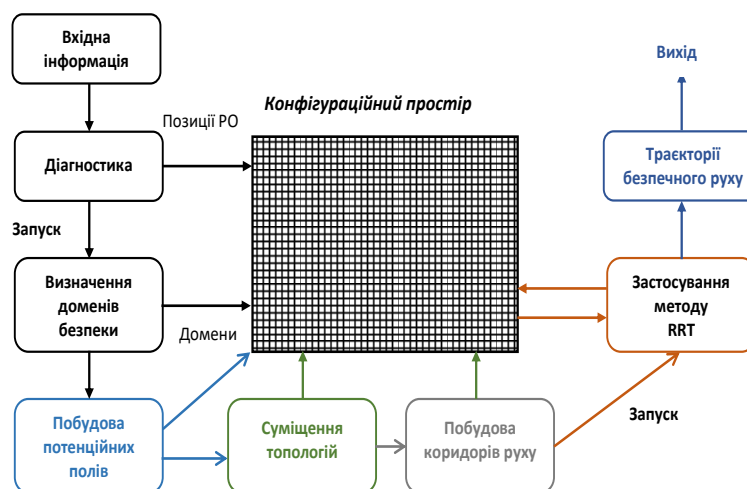 Вхідна
інформація
Вихід
Конфігураційний простір
Позиції РО
Діагностика
Траєкторії
безпечного руху
Запуск
Визначення
доменів
безпеки
Застосування
методу
RRT
Домени
Побудова
потенційних
полів
Суміщення
топологій
Побудова
коридорів руху
Запуск